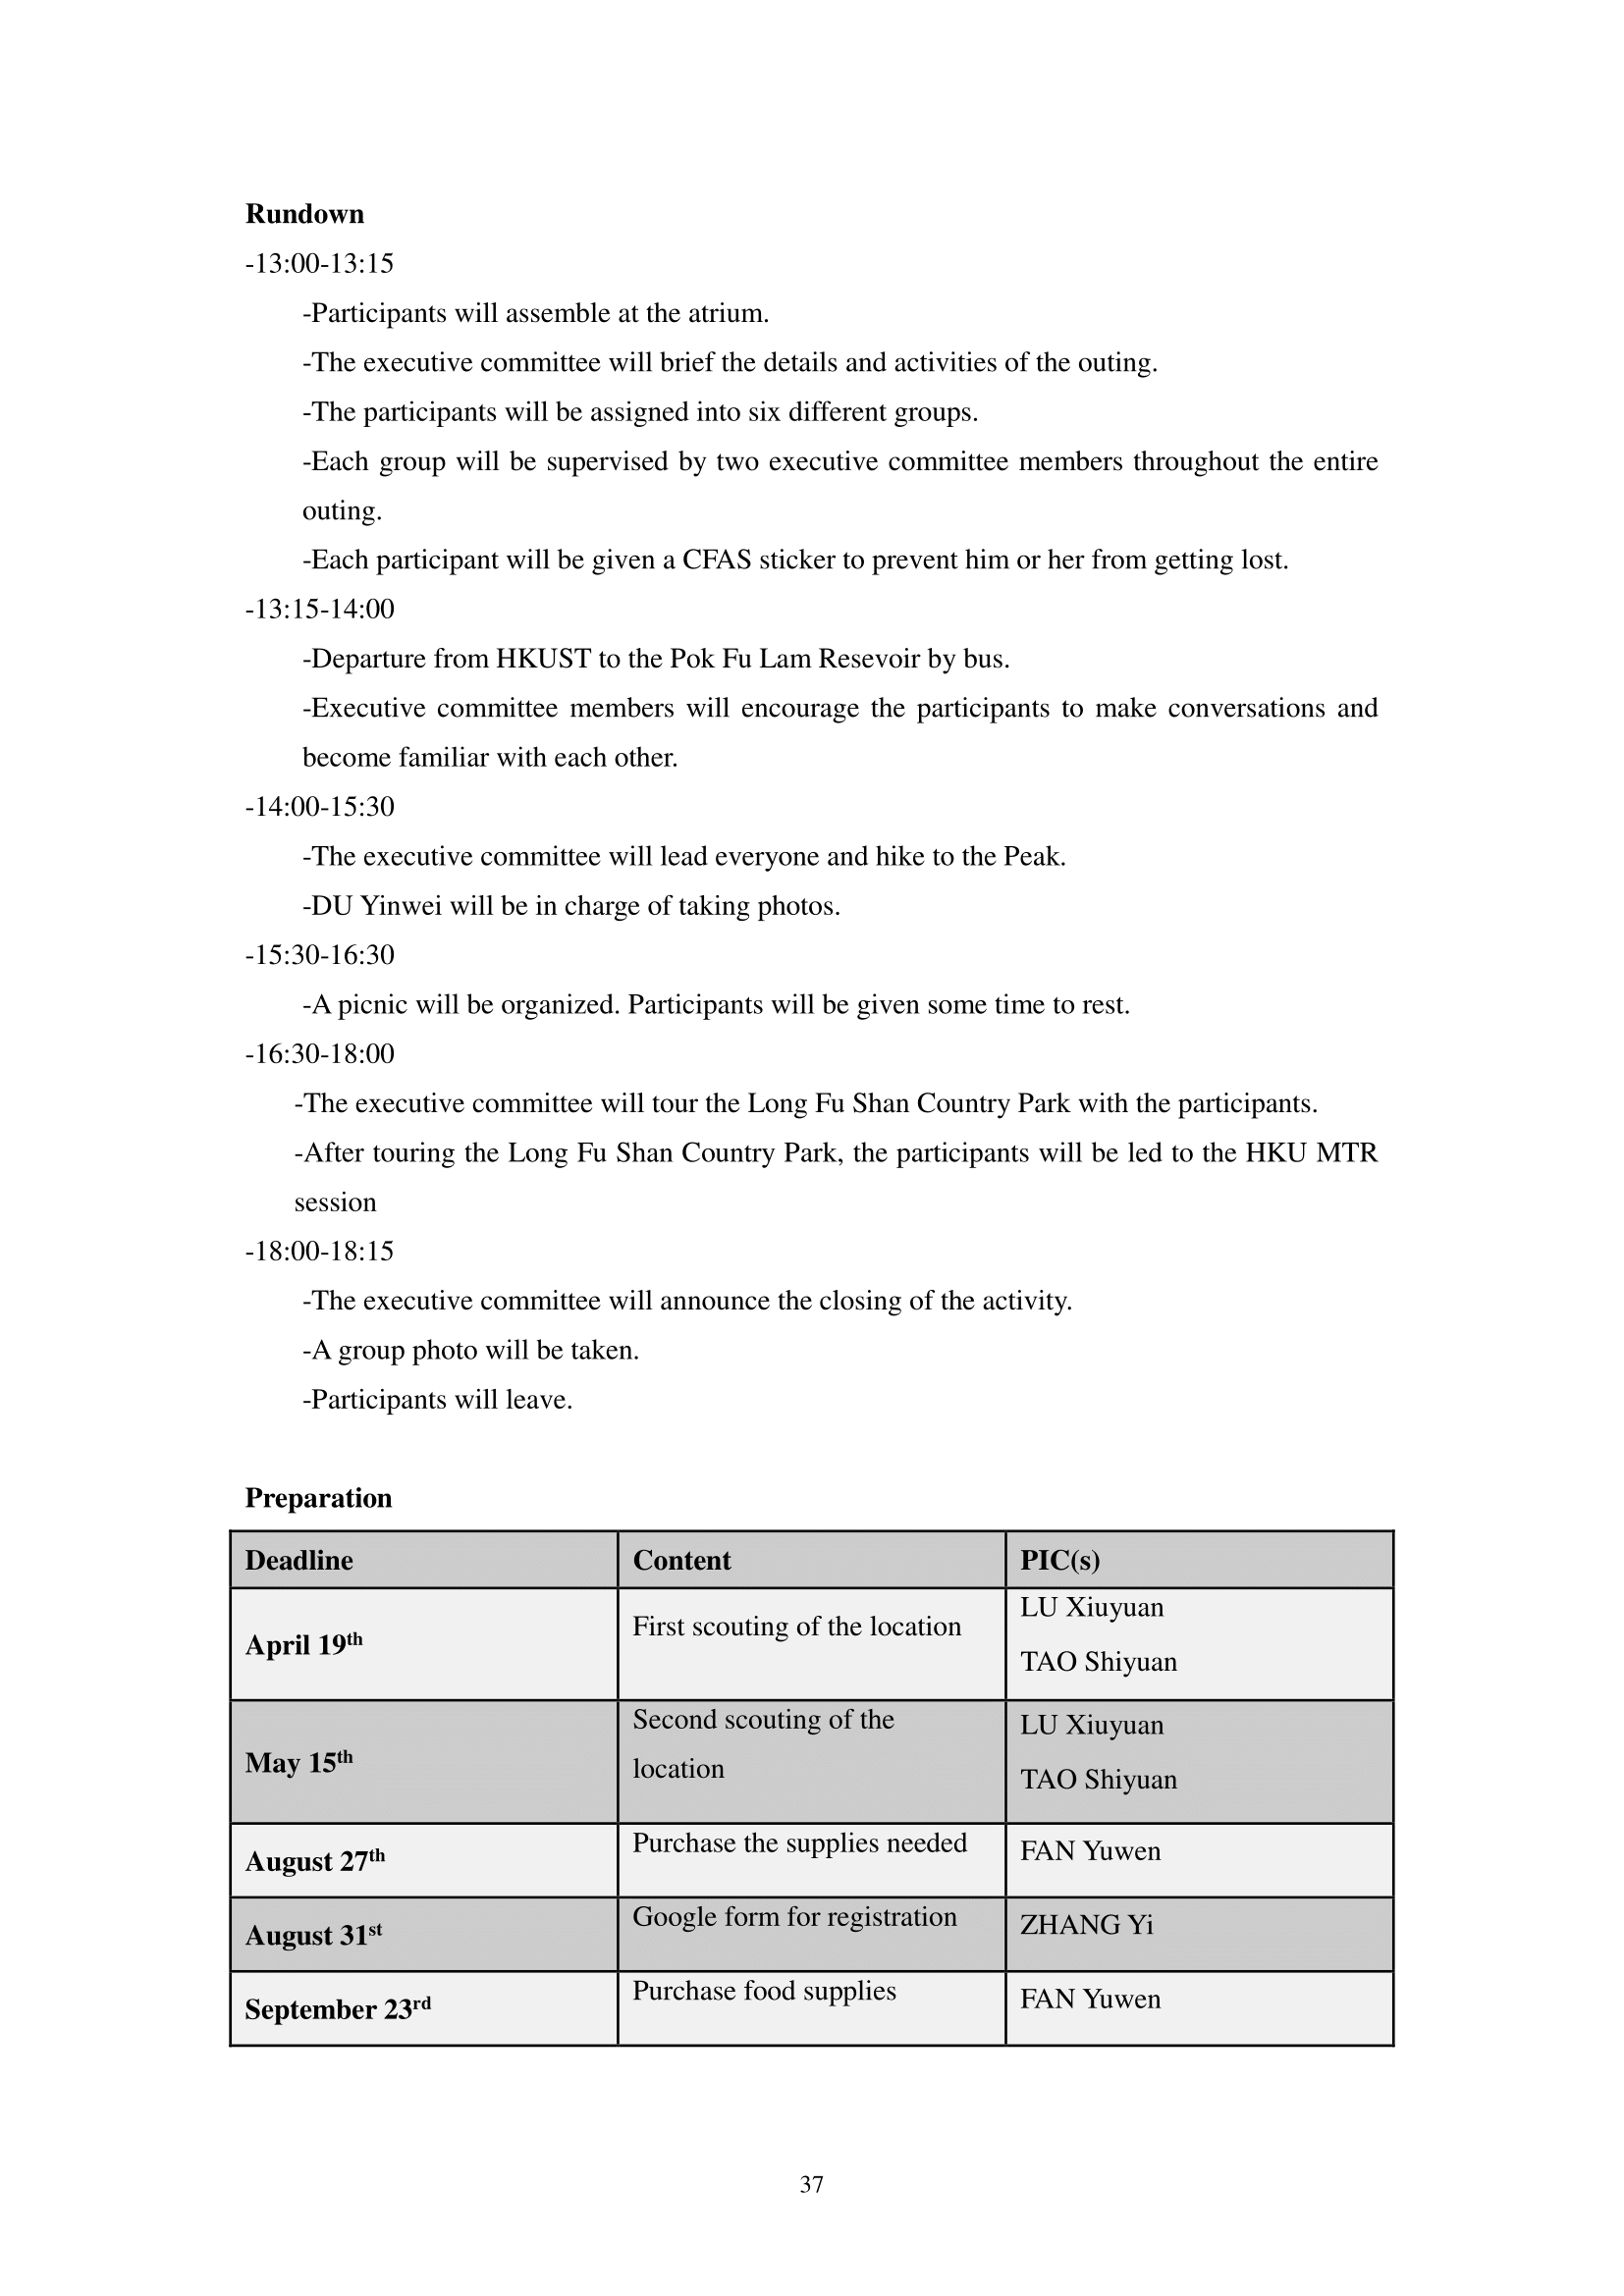 Rundown
-13:00-13:15
-Participants will assemble at the atrium.
-The executive committee will brief the details and activities of the outing.
-The participants will be assigned into six different groups.
-Each group will be supervised by two executive committee members throughout the entire
outing.
-Each participant will be given a CFAS sticker to prevent him or her from getting lost.
-13:15-14:00
-Departure from HKUST to the Pok Fu Lam Resevoir by bus.
-Executive committee members will encourage the participants to make conversations and
become familiar with each other.
-14:00-15:30
-The executive committee will lead everyone and hike to the Peak.
-DU Yinwei will be in charge of taking photos.
-15:30-16:30
-A picnic will be organized. Participants will be given some time to rest.
-16:30-18:00
-The executive committee will tour the Long Fu Shan Country Park with the participants.
-After touring the Long Fu Shan Country Park, the participants will be led to the HKU MTR
session
-18:00-18:15
-The executive committee will announce the closing of the activity.
-A group photo will be taken.
-Participants will leave.
Preparation
Deadline Content PIC(s)
April 19th First scouting of the location LU Xiuyuan
TAO Shiyuan
May 15th Second scouting of the LU Xiuyuan
location TAO Shiyuan
August 27th Purchase the supplies needed FAN Yuwen
August 31st Google form for registration ZHANG Yi
September 23rd Purchase food supplies FAN Yuwen
37